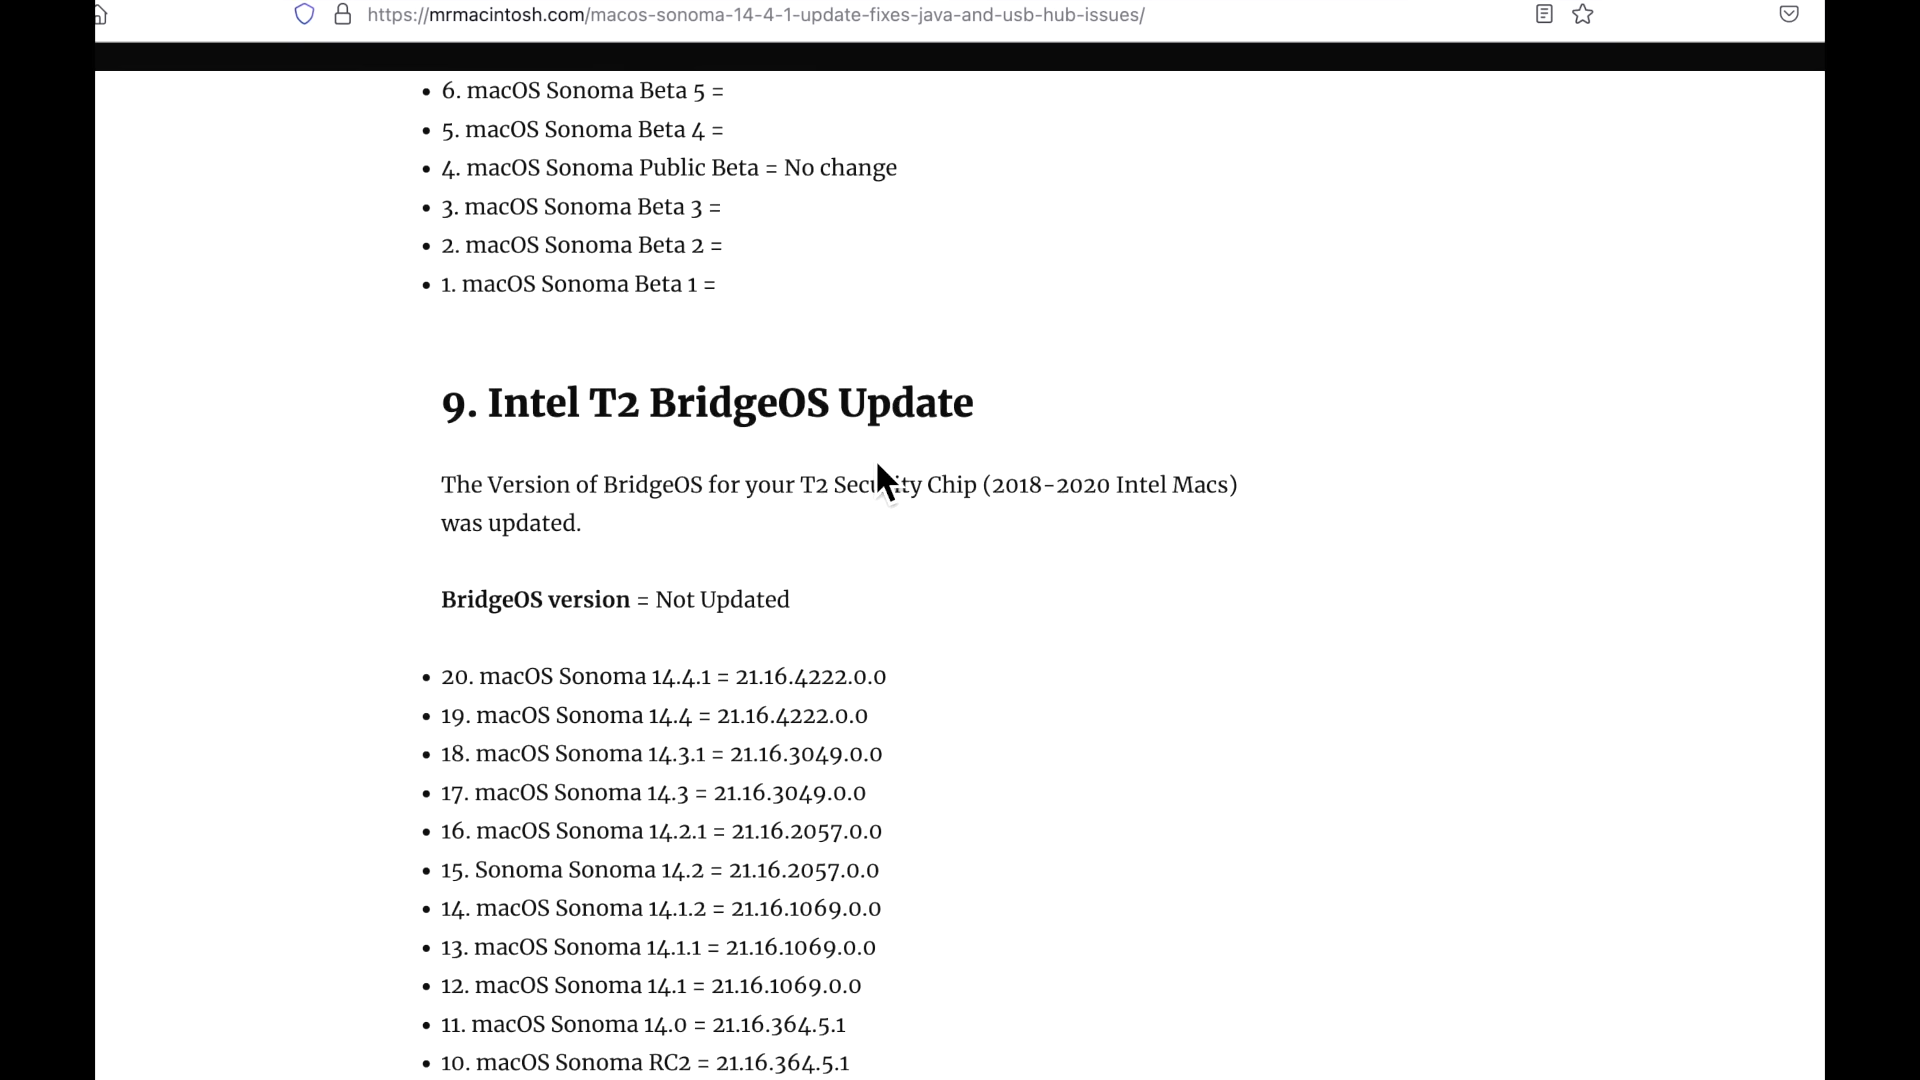 https://mrmacintosh.com/macos-sonoma-14-4-1-update-fixes-java-and-usb-hub-issues/
• 6. macOS Sonoma Beta 5 =
• 5. macOS Sonoma Beta 4 =
• 4. macOS Sonoma Public Beta = No change
• 3. macOS Sonoma Beta 3 =
• 2. macOS Sonoma Beta 2 =
• 1. macOS Sonoma Beta 1 =
9. Intel T2 BridgeOS Update
The Version of BridgeOS for your T2 Security Chip (2018-2020 Intel Macs)
was updated.
BridgeOS version = Not Updated
• 20. macOS Sonoma 14.4.1 = 21.16.4222.0.0
• 19. macOS Sonoma 14.4 = 21.16.4222.0.0
• 18. macOS Sonoma 14.3.1 = 21.16.3049.0.0
• 17. macOS Sonoma 14.3 = 21.16.3049.0.0
• 16. macOS Sonoma 14.2.1 = 21.16.2057.0.0
• 15. Sonoma Sonoma 14.2 = 21.16.2057.0.0
• 14. macOS Sonoma 14.1.2 = 21.16.1069.0.0
• 13. macOS Sonoma 14.1.1 = 21.16.1069.0.0
• 12. macOS Sonoma 14.1 = 21.16.1069.0.0
• 11. macOS Sonoma 14.0 = 21.16.364.5.1
• 10. macOS Sonoma RC2 = 21.16.364.5.1